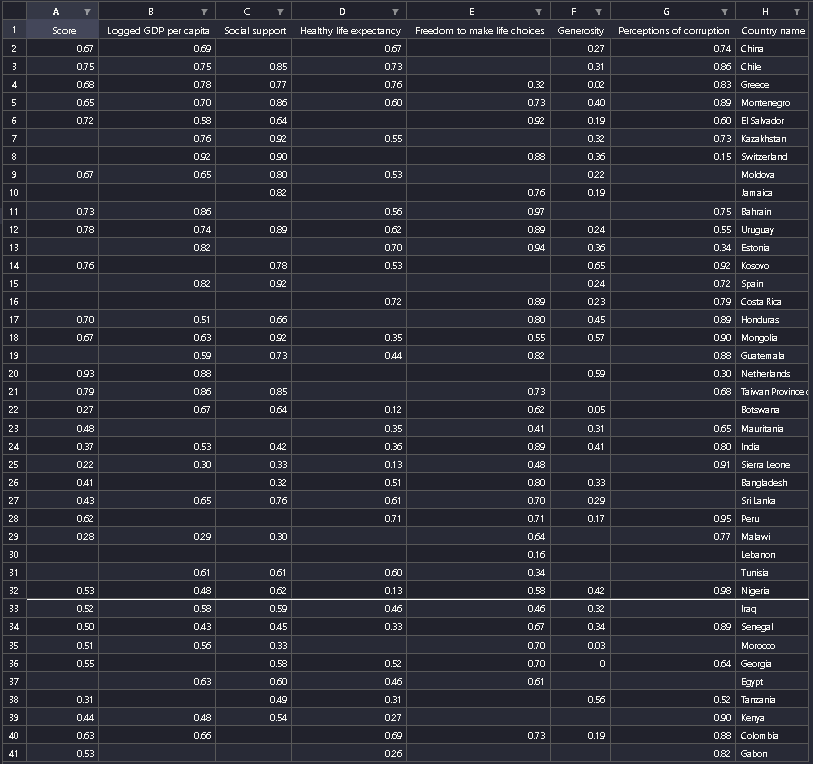 A B C D E F G H
1 Score Logged GDP per capita Social support Healthy life expectancy Freedom to make life choices Generosity Perceptions of corruption Country name
2 0.67 0.69 0.67 0.27 0.74 China
3 0.75 0.75 0.85 0.73 0.31 0.86 Chile
4 0.68 0.78 0.77 0.76 0.32 0.02 0.83 Greece
5 0.65 0.70 0.86 0.60 0.73 0.40 0.89 Montenegro
6 0.72 0.58 0.64 0.92 0.19 0.60 El Salvador
7 0.76 0.92 0.55 0.32 0.73 Kazakhstan
8 0.92 0.90 0.88 0.36 0.15 Switzerland
9 0.67 0.65 0.80 0.53 0.22 Moldova
10 0.82 0.76 0.19 Jamaica
11 0.73 0.86 0.56 0.97 0.75 Bahrain
12 0.78 0.74 0.89 0.62 0.89 0.24 0.55 Uruguay
13 0.82 0.70 0.94 0.36 0.34 Estonia
14 0.76 0.78 0.53 0.65 0.92 Kosovo
15 0.82 0.92 0.24 0.72 Spain
16 0.72 0.89 0.23 0.79 Costa Rica
17 0.70 0.51 0.66 0.80 0.45 0.89 Honduras
18 0.67 0.63 0.92 0.35 0.55 0.57 0.90 Mongolia
19 0.59 0.73 0.44 0.82 0.88 Guatemala
20 0.93 0.88 0.59 0.30 Netherlands
21 0.79 0.86 0.85 0.73 0.68 Taiwan Province
22 0.27 0.67 0.64 0.12 0.62 0.05 Botswana
23 0.48 0.35 0.41 0.31 0.65 Mauritania
24 0.37 0.53 0.42 0.36 0.89 0.41 0.80 India
25 0.22 0.30 0.33 0.13 0.48 0.91 Sierra Leone
26 0.41 0.32 0.51 0.80 0.33 Bangladesh
27 0.43 0.65 0.76 0.61 0.70 0.29 Sri Lanka
28 0.62 0.71 0.71 0.17 0.95 Peru
29 0.28 0.29 0.30 0.64 0.77 Malawi
30 0.16 Lebanon
31 0.61 0.61 0.60 0.34 Tunisia
32 0.53 0.48 0.62 0.13 0.58 0.42 0.98 Nigeria
33 0.52 0.58 0.59 0.46 0.46 0.32 Iraq
34 0.50 0.43 0.45 0.33 0.67 0.34 0.89 Senegal
35 0.51 0.56 0.33 0.70 0.03 Morocco
36 0.55 0.58 0.52 0.70 0 0.64 Georgia
37 0.63 0.60 0.46 0.61 Egypt
38 0.31 0.49 0.31 0.56 0.52 Tanzania
39 0.44 0.48 0.54 0.27 0.90 Kenya
40 0.63 0.66 0.69 0.73 0.19 0.88 Colombia
41 0.53 0.26 0.82 Gabon